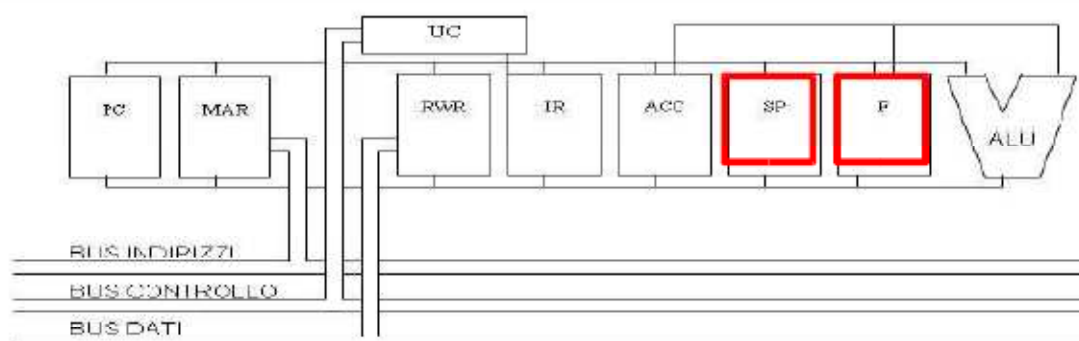 UC
PC MAR RWR IR ACC SP F ALU
BUS INDIRIZZI
BUS CONTROLLO
BUS DATI